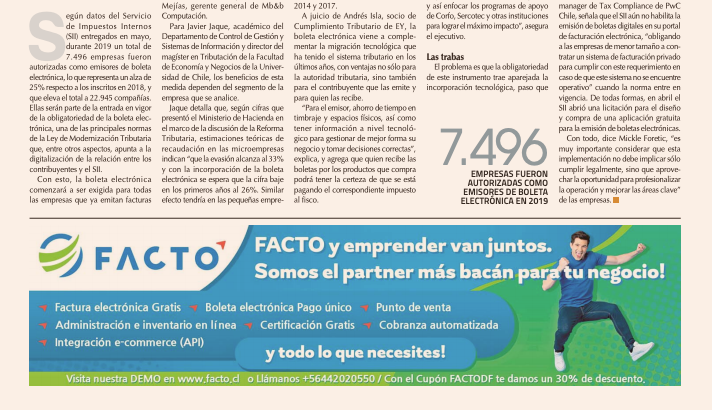 Según datos del Servicio
de Impuestos Internos
(SII) entregados en mayo,
durante 2019 un total de
7.496 empresas fueron
autorizadas como emisores de boleta
electrónica, lo que representa un alza de
25% respecto a los inscritos en 2018, y
que eleva el total a 22.945 compañías.
Ellas serán parte de la entrada en vigor
de la obligatoriedad de la boleta elec-
trónica, una de las principales normas
de la Ley de Modernización Tributaria
que, entre otros aspectos, apunta a la
digitalización de la relación entre los
contribuyentes y el SII.
Con esto, la boleta electrónica
comenzará a ser exigida para todas
las empresas que ya emitan facturas
Mejías, gerente general de Mb&b
Computación.
Para Javier Jaque, académico del
Departamento de Control de Gestión y
Sistemas de Información y director del
magíster en Tributación de la Facultad
de Economía y Negocios de la Univer-
sidad de Chile, los beneficios de esta
medida dependen del segmento de la
empresa que se analice.
Jaque detalla que, según cifras que
presentó el Ministerio de Hacienda en
el marco de la discusión de la Reforma
Tributaria, estimaciones teóricas de
recaudación en los microempresas
indican “que la evasión alcanza al 33%
y con la incorporación de la boleta
electrónica se espera que la cifra baje
en los primeros años al 26%. Similar
efecto tendría en las pequeñas empre-
2014 y 2017.
A juicio de Andrés Isla, socio de
Cumplimiento Tributario de EY, la
boleta electrónica viene a comple-
mentar la migración tecnológica que
ha tenido el sistema tributario en los
últimos años, con ventajas no sólo para
la autoridad tributaria, sino también
para el contribuyente que las emite y
para quien las recibe.
“Para el emisor, ahorro de tiempo en
timbraje y espacios físicos, así como
tener información a nivel tecnoló-
gico para gestionar de mejor forma su
negocio y tomar decisiones correctas”,
explica, y agrega que quien recibe las
boletas por los productos que compra
podrá tener la certeza de que se está
pagando el correspondiente impuesto
al fisco.
y así enfocar los programas de apoyo
de Corfo, Sercotec y otras instituciones
para lograr el máximo impacto”, asegura
el ejecutivo.
Las trabas
El problema es que la obligatoriedad
de este instrumento trae aparejada la
incorporación tecnológica, paso que
7.496
EMPRESAS FUERON
AUTORIZADAS COMO
EMISORES DE BOLETA
ELECTRÓNICA EN 2019
manager de Tax Compliance de PwC
Chile, señala que el SII aún no habilita la
emisión de boletas digitales en su portal
de facturación electrónica, “obligando
a las empresas de menor tamaño a con-
tratar un sistema de facturación privado
para cumplir con este requerimiento en
caso de que este sistema no se encuentre
operativo” cuando la norma entre en
vigencia. De todas formas, en abril el
SII abrió una licitación para el diseño
y compra de una aplicación gratuita
para la emisión de boletas electrónicas.
Con todo, dice Mickle Foretic, “es
muy importante considerar que esta
implementación no debe implicar sólo
cumplir legalmente, sino que aprove-
char la oportunidad para profesionalizar
la operación y mejorar las áreas clave”
de las empresas.
FACTO
FACTO y emprender van juntos.
Somos el partner más bacán para tu negocio!
Factura electrónica Gratis Boleta electrónica Pago único Punto de venta
Administración e inventario en línea Certificación Gratis Cobranza automatizada
Integración e-commerce (API)
y todo lo que necesites!
Visita nuestra DEMO en www.facto.cl o Llámanos +56442020550 / Con el Cupón FACTODF te damos un 30% de descuento.